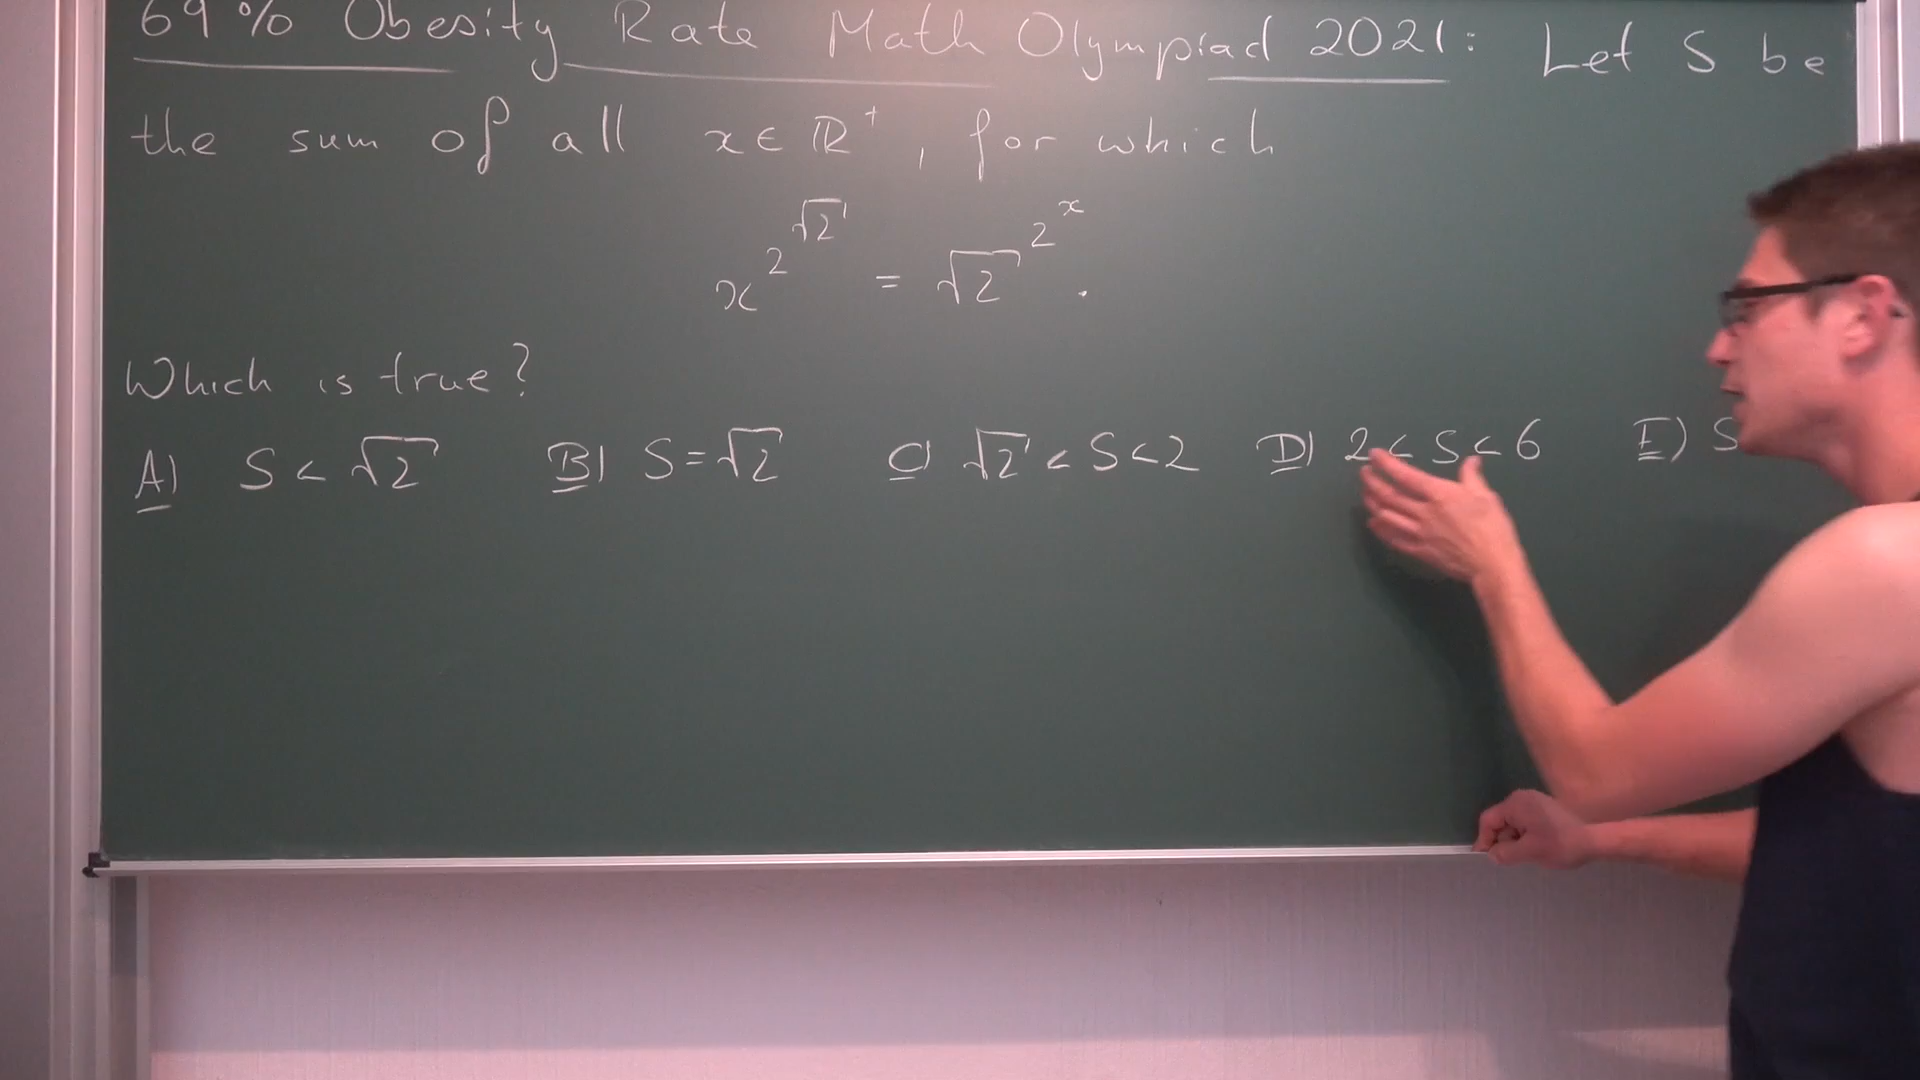 69% Obesity Rate Math Olympiad 2021: Let S be
the sum of all x ∈ ℝ⁺, for which
x^2^√2 = √2^2^x.
Which is true?
A) S < √2 B) S = √2 C) √2 < S < 2 D) 2 < S < 6 E) S